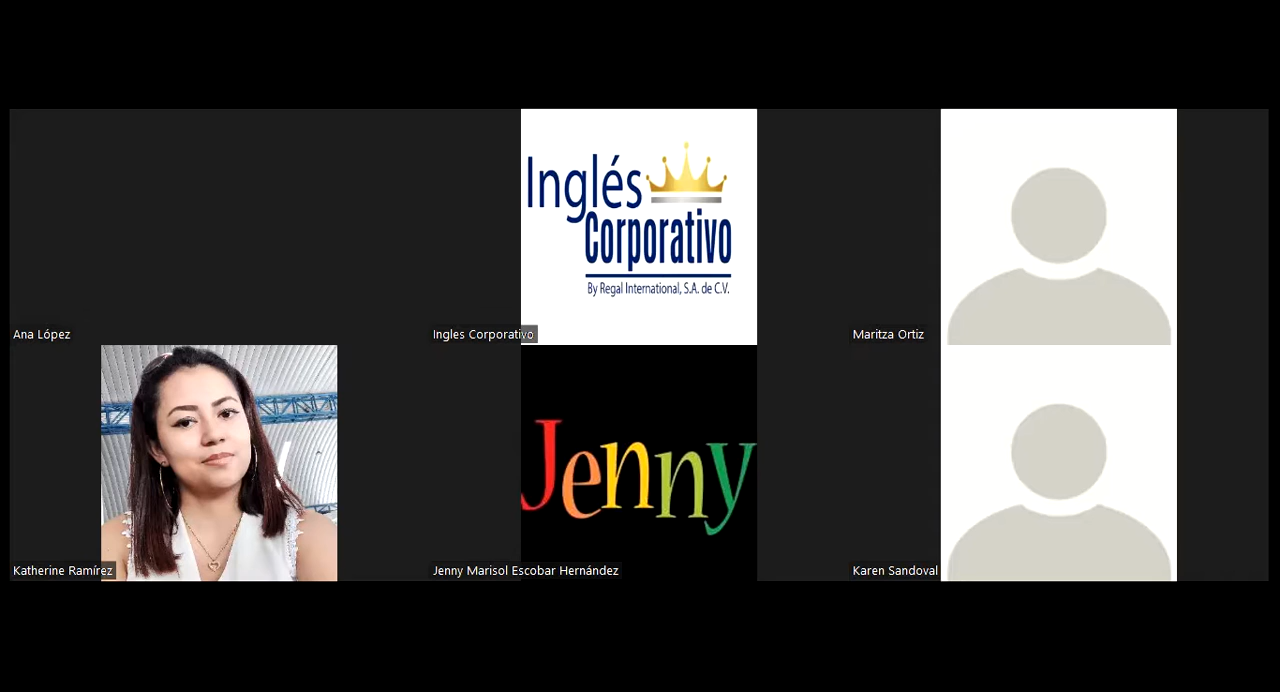 Inglés
Corporativo
By Regal International, S.A. de C.V.
Ana López
Ingles Corporativo
Maritza Ortiz
Jenny
Katherine Ramírez
Jenny Marisol Escobar Hernández
Karen Sandoval